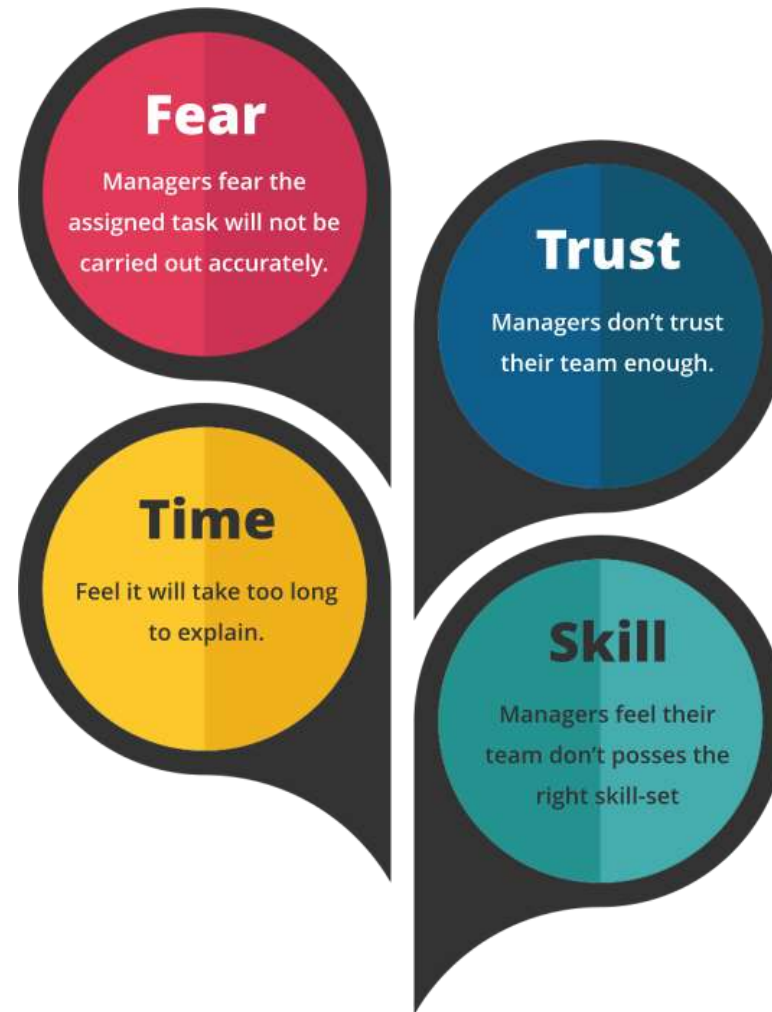 Fear
Managers fear the
assigned task will not be
carried out accurately.
Trust
Managers don’t trust
their team enough.
Time
Feel it will take too long
to explain.
Skill
Managers feel their
team don’t posses the
right skill-set